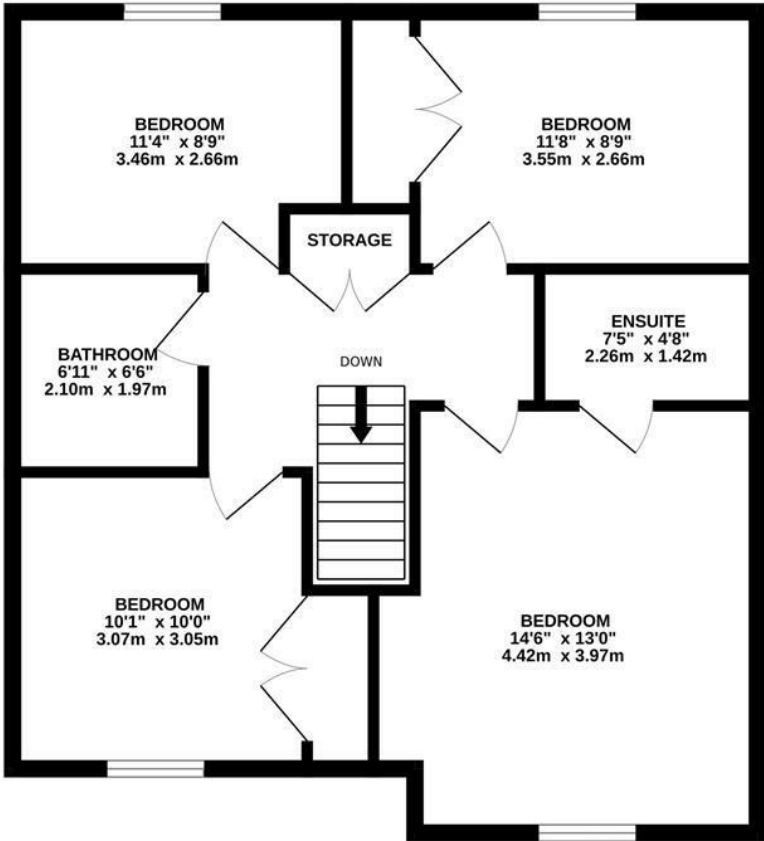 BEDROOM
11'4" x 8'9"
3.46m x 2.66m
BEDROOM
11'8" x 8'9"
3.55m x 2.66m
STORAGE
BATHROOM
6'11" x 6'6"
2.10m x 1.97m
DOWN
ENSUITE
7'5" x 4'8"
2.26m x 1.42m
BEDROOM
10'1" x 10'0"
3.07m x 3.05m
BEDROOM
14'6" x 13'0"
4.42m x 3.97m